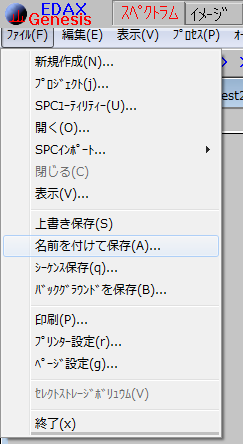 EDAX
Genesis
スペクトラム イメージ
ﾌｧｲﾙ(F) 編集(E) 表示(V) ﾌﾟﾛｾｽ(P)
新規作成(N)...
ﾌﾟﾛｼﾞｪｸﾄ(j)...
SPCﾕｰﾃｨﾘﾃｨｰ(U)...
開く(O)...
SPCｲﾝﾎﾟｰﾄ...
閉じる(C)
表示(V)...
上書き保存(S)
名前を付けて保存(A)...
ｼｰｹﾝｽ保存(q)...
ﾊﾞｯｸｸﾞﾗｳﾝﾄﾞを保存(B)...
印刷(P)...
ﾌﾟﾘﾝﾀｰ設定(r)...
ﾍﾟｰｼﾞ設定(g)...
ｾﾚｸﾄｽﾄﾚｰｼﾞﾎﾞﾘｭｳﾑ(V)
終了(x)